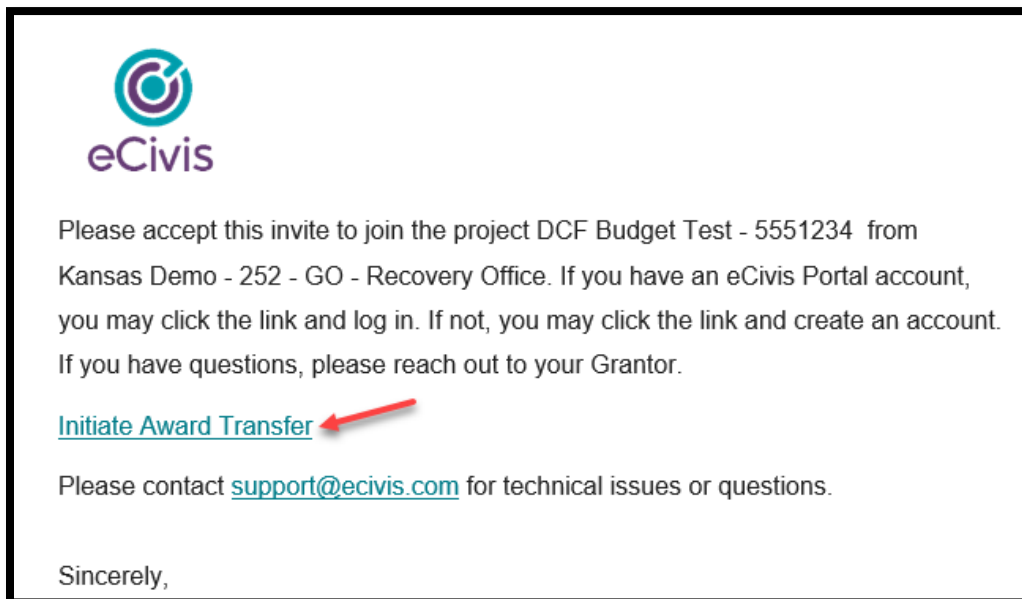 eCivis
Please accept this invite to join the project DCF Budget Test - 5551234 from
Kansas Demo - 252 - GO - Recovery Office. If you have an eCivis Portal account,
you may click the link and log in. If not, you may click the link and create an account.
If you have questions, please reach out to your Grantor.
Initiate Award Transfer
Please contact support@ecivis.com for technical issues or questions.
Sincerely,